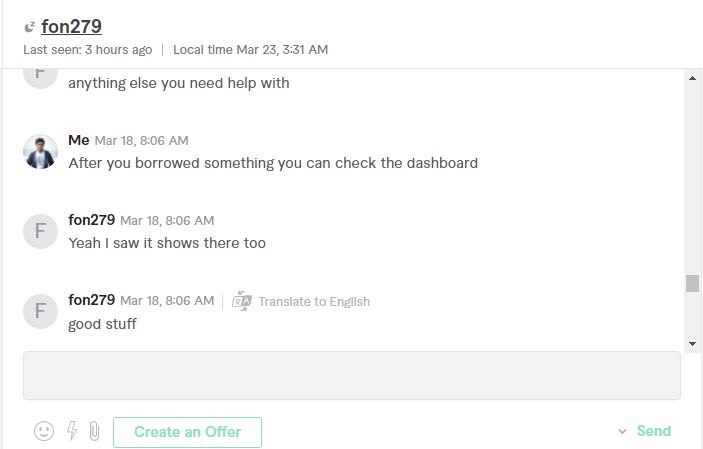 fon279
Last seen: 3 hours ago | Local time Mar 23, 3:31 AM
F
anything else you need help with
Me Mar 18, 8:06 AM
After you borrowed something you can check the dashboard
fon279 Mar 18, 8:06 AM
F
Yeah I saw it shows there too
fon279 Mar 18, 8:06 AM | Translate to English
F
good stuff
Create an Offer
Send